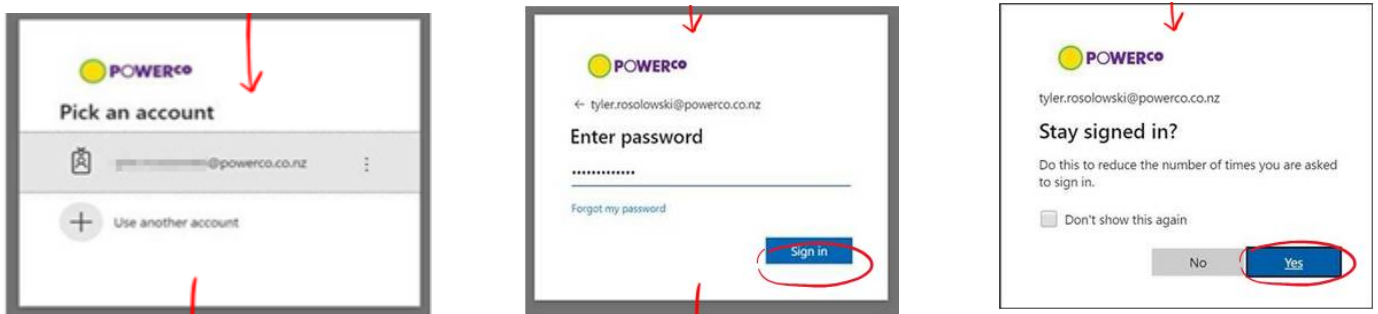 POWERCO
Pick an account
@powerco.co.nz
Use another account
POWERCO
← tyler.rosolowski@powerco.co.nz
Enter password
•••••••••••••
Forgot my password
Sign in
POWERCO
tyler.rosolowski@powerco.co.nz
Stay signed in?
Do this to reduce the number of times you are asked
to sign in.
Don't show this again
No
Yes